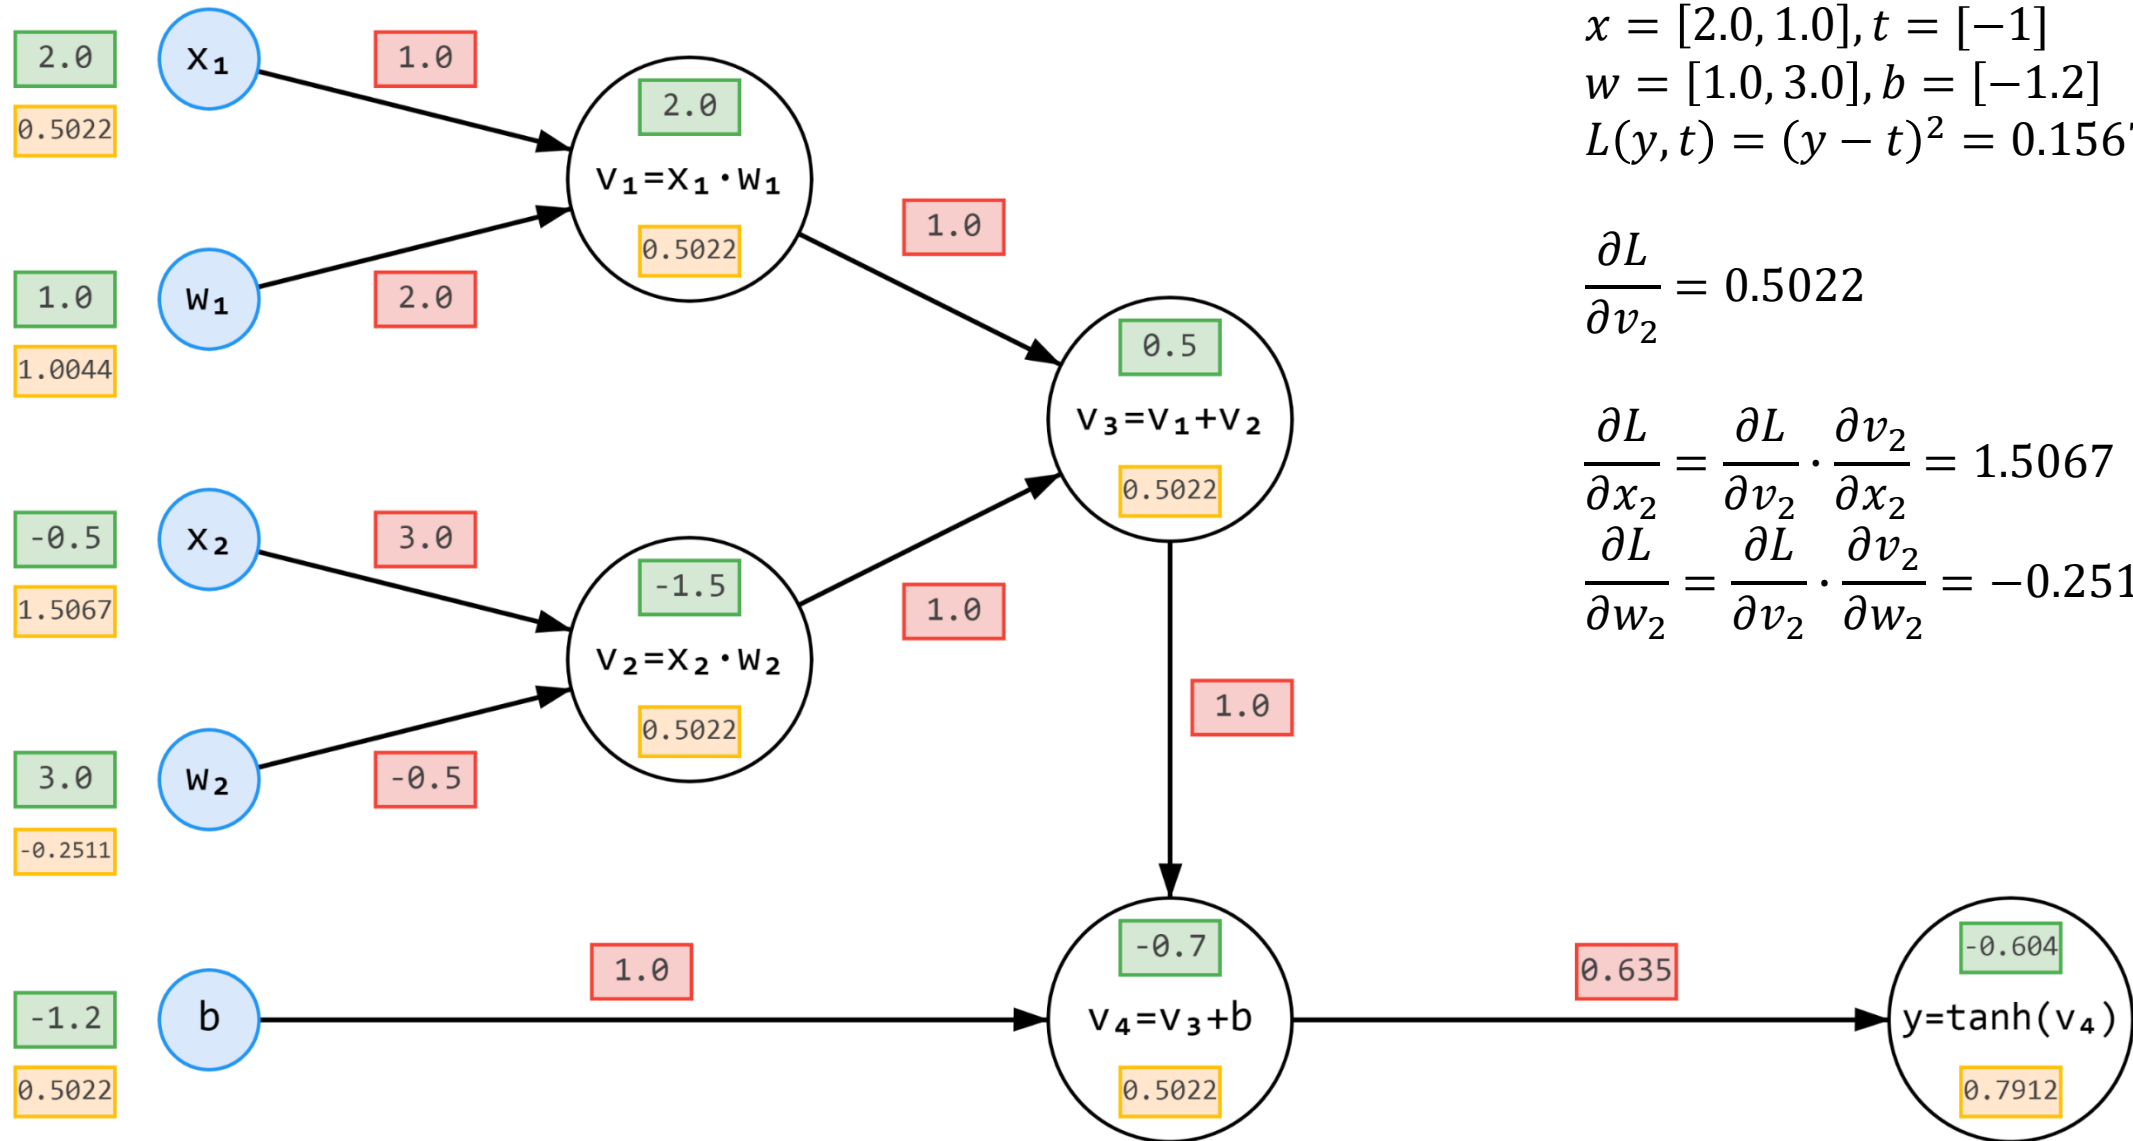 2.0
x₁
0.5022
1.0
2.0
v₁=x₁·w₁
0.5022
1.0
w₁
1.0044
2.0
1.0
-0.5
x₂
1.5067
3.0
-1.5
v₂=x₂·w₂
0.5022
3.0
w₂
-0.2511
-0.5
1.0
0.5
v₃=v₁+v₂
0.5022
1.0
-1.2
b
0.5022
1.0
-0.7
v₄=v₃+b
0.5022
0.635
-0.604
y=tanh(v₄)
0.7912
x = [2.0, 1.0], t = [−1]
w = [1.0, 3.0], b = [−1.2]
L(y, t) = (y − t)² = 0.156
∂L/∂v₂ = 0.5022
∂L/∂x₂ = ∂L/∂v₂ · ∂v₂/∂x₂ = 1.5067
∂L/∂w₂ = ∂L/∂v₂ · ∂v₂/∂w₂ = −0.251